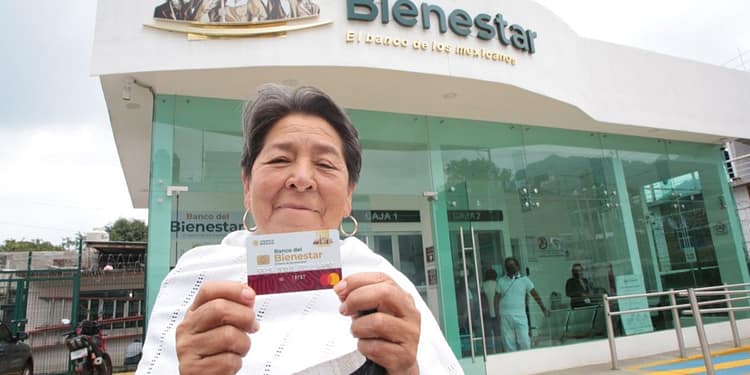 Bienestar
El banco de los mexicanos
Banco del
Bienestar
CAJA 1
CAJA 2
Banco del
Bienestar